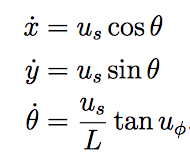 ẋ = u_s cos θ
ẏ = u_s sin θ
θ̇ = u_s/L tan u_ϕ.